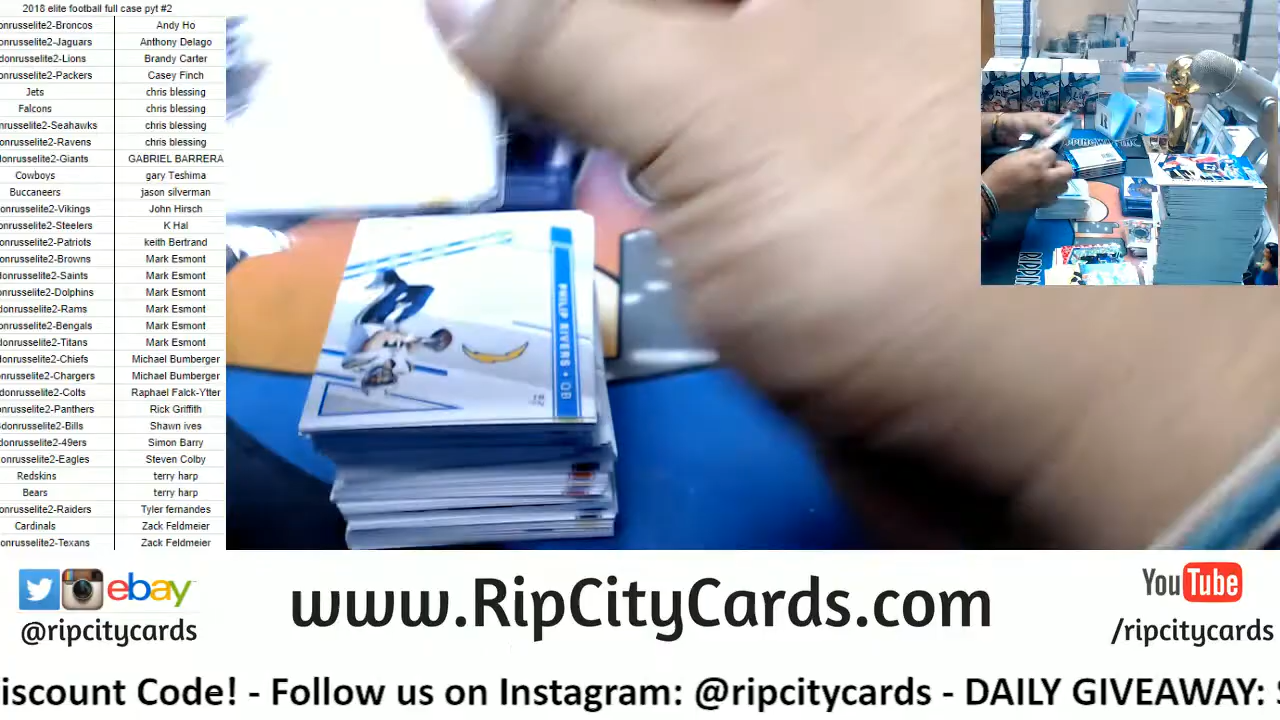 2018 elite football full case pyt #2
onrusselite2-Broncos Andy Ho
onrusselite2-Jaguars Anthony Delago
donrusselite2-Lions Brandy Carter
onrusselite2-Packers Casey Finch
Jets chris blessing
Falcons chris blessing
nrusselite2-Seahawks chris blessing
onrusselite2-Ravens chris blessing
donrusselite2-Giants GABRIEL BARRERA
Cowboys gary Teshima
Buccaneers jason silverman
onrusselite2-Vikings John Hirsch
onrusselite2-Steelers K Hal
onrusselite2-Patriots keith Bertrand
onrusselite2-Browns Mark Esmont
donrusselite2-Saints Mark Esmont
onrusselite2-Dolphins Mark Esmont
donrusselite2-Rams Mark Esmont
onrusselite2-Bengals Mark Esmont
donrusselite2-Titans Mark Esmont
onrusselite2-Chiefs Michael Bumberger
nrusselite2-Chargers Michael Bumberger
donrusselite2-Colts Raphael Falck-Ytter
onrusselite2-Panthers Rick Griffith
donrusselite2-Bills Shawn ives
donrusselite2-49ers Simon Barry
onrusselite2-Eagles Steven Colby
Redskins terry harp
Bears terry harp
onrusselite2-Raiders Tyler fernandes
Cardinals Zack Feldmeier
onrusselite2-Texans Zack Feldmeier
PHILIP RIVERS • QB
RIPPIN
ebay
@ripcitycards
www.RipCityCards.com
YouTube
/ripcitycards
iscount Code! - Follow us on Instagram: @ripcitycards - DAILY GIVEAWAY: S